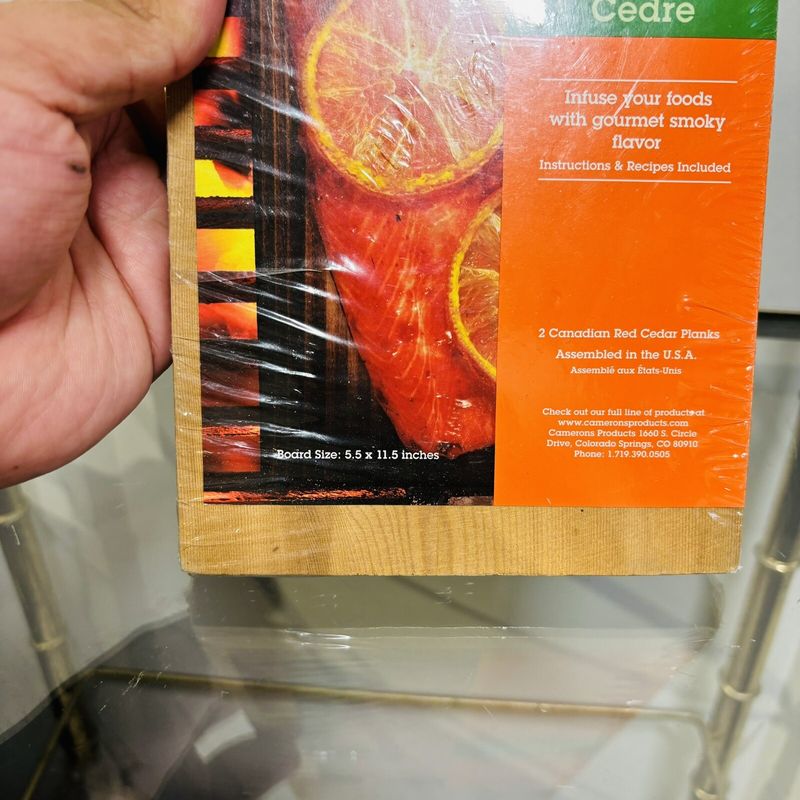 Cedre
Infuse your foods
with gourmet smoky
flavor
Instructions & Recipes Included
2 Canadian Red Cedar Planks
Assembled in the U.S.A.
Assemblé aux États-Unis
Check out our full line of products at
www.cameronsproducts.com
Camerons Products 1660 S. Circle
Drive, Colorado Springs, CO 80910
Phone: 1.719.390.0505
Board Size: 5.5 x 11.5 inches